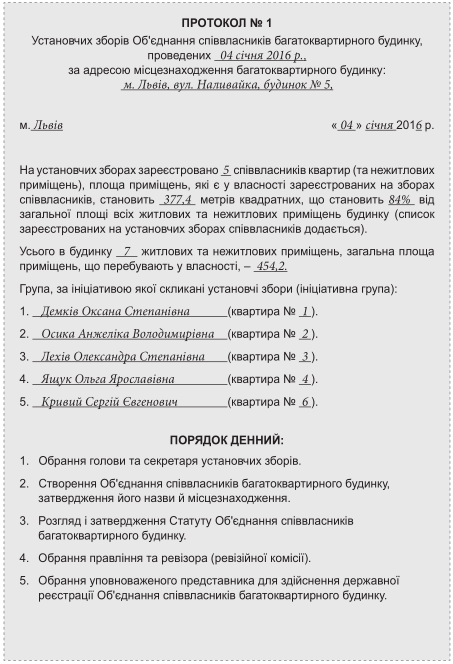 ПРОТОКОЛ № 1
Установчих зборів Об'єднання співвласників багатоквартирного будинку,
проведених 04 січня 2016 р.,
за адресою місцезнаходження багатоквартирного будинку:
м. Львів, вул. Наливайка, будинок № 5,
м. Львів «04» січня 2016 р.
На установчих зборах зареєстровано 5 співвласників квартир (та нежитлових
приміщень), площа приміщень, які є у власності зареєстрованих на зборах
співвласників, становить 377,4 метрів квадратних, що становить 84% від
загальної площі всіх житлових та нежитлових приміщень будинку (список
зареєстрованих на установчих зборах співвласників додається).
Усього в будинку 7 житлових та нежитлових приміщень, загальна площа
приміщень, що перебувають у власності, – 454,2.
Група, за ініціативою якої скликані установчі збори (ініціативна група):
1. Демків Оксана Степанівна (квартира № 1 ).
2. Осика Анжеліка Володимирівна (квартира № 2 ).
3. Лехів Олександра Степанівна (квартира № 3 ).
4. Ящук Ольга Ярославівна (квартира № 4 ).
5. Кривий Сергій Євгенович (квартира № 6 ).
ПОРЯДОК ДЕННИЙ:
1. Обрання голови та секретаря установчих зборів.
2. Створення Об'єднання співвласників багатоквартирного будинку,
затвердження його назви й місцезнаходження.
3. Розгляд і затвердження Статуту Об'єднання співвласників
багатоквартирного будинку.
4. Обрання правління та ревізора (ревізійної комісії).
5. Обрання уповноваженого представника для здійснення державної
реєстрації Об'єднання співвласників багатоквартирного будинку.